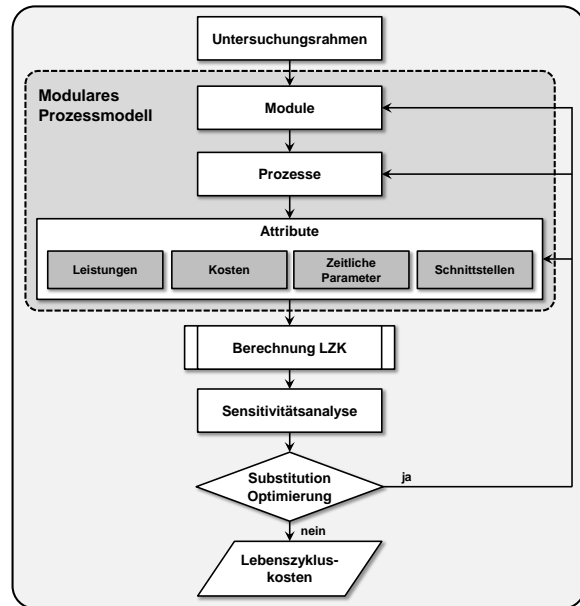 Untersuchungsrahmen
Modulares
Prozessmodell
Module
Prozesse
Attribute
Leistungen
Kosten
Zeitliche
Parameter
Schnittstellen
Berechnung LZK
Sensitivitätsanalyse
Substitution
Optimierung
ja
nein
Lebenszyklus-
kosten